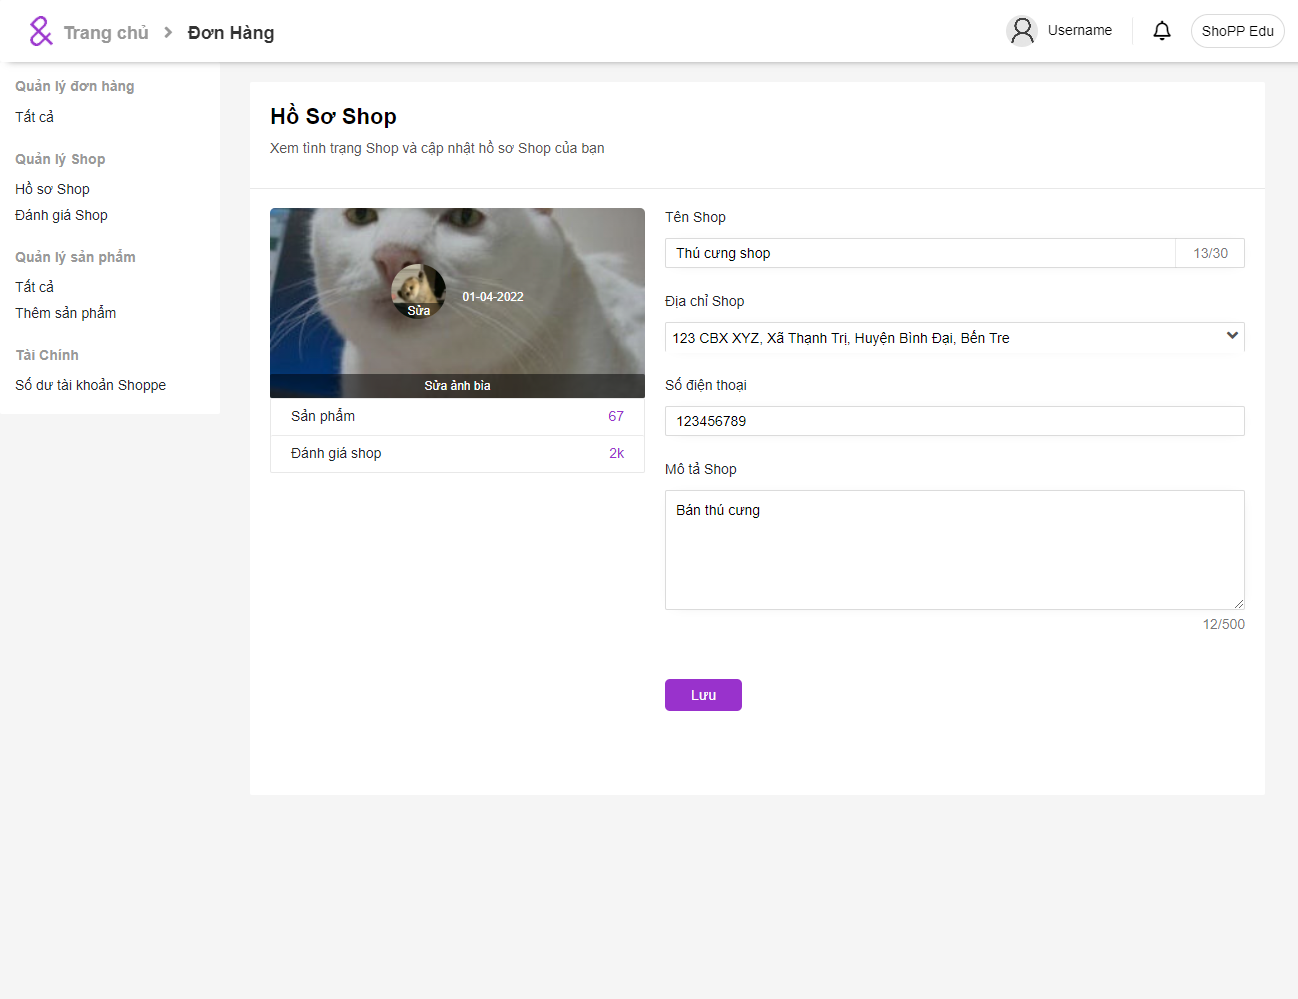 Trang chủ > Đơn Hàng
Username
ShoPP Edu
Quản lý đơn hàng
Tất cả
Quản lý Shop
Hồ sơ Shop
Đánh giá Shop
Quản lý sản phẩm
Tất cả
Thêm sản phẩm
Tài Chính
Số dư tài khoản Shoppe
Hồ Sơ Shop
Xem tình trạng Shop và cập nhật hồ sơ Shop của bạn
01-04-2022
Sửa
Sửa ảnh bìa
Sản phẩm 67
Đánh giá shop 2k
Tên Shop
Thú cưng shop 13/30
Địa chỉ Shop
123 CBX XYZ, Xã Thạnh Trị, Huyện Bình Đại, Bến Tre
Số điện thoại
123456789
Mô tả Shop
Bán thú cưng
12/500
Lưu